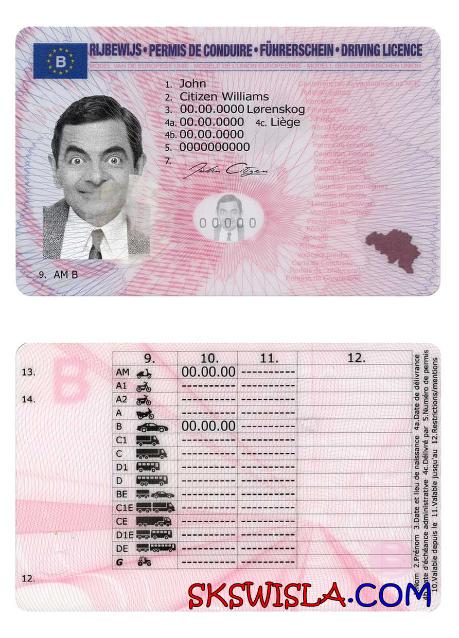 B
RIJBEWIJS • PERMIS DE CONDUIRE • FÜHRERSCHEIN • DRIVING LICENCE
MODEL VAN DE EUROPESE UNIE - MODÈLE DE L'UNION EUROPÉENNE - MODELL DER EUROPÄISCHEN UNION
1. John
2. Citizen Williams
3. 00.00.0000 Lørenskog
4a. 00.00.0000 4c. Liège
4b. 00.00.0000
5. 0000000000
7. John Citizen
00000
9. AM B
9. 10. 11. 12.
13.
14.
B
AM 00.00.00 ----------
A1 ---------- ----------
A2 ---------- ----------
A ---------- ----------
B 00.00.00 ----------
C1 ---------- ----------
C ---------- ----------
D1 ---------- ----------
D ---------- ----------
BE ---------- ----------
C1E ---------- ----------
CE ---------- ----------
D1E ---------- ----------
DE ---------- ----------
G ---------- ----------
12.
2.Prénom 3.Date et lieu de naissance 4a.Date de délivrance
d'échéance administrative 4c.Délivré par 5.Numéro de permis
10.Valable depuis le 11.Valable jusqu'au 12.Restrictions/mentions
SKSWISLA.COM